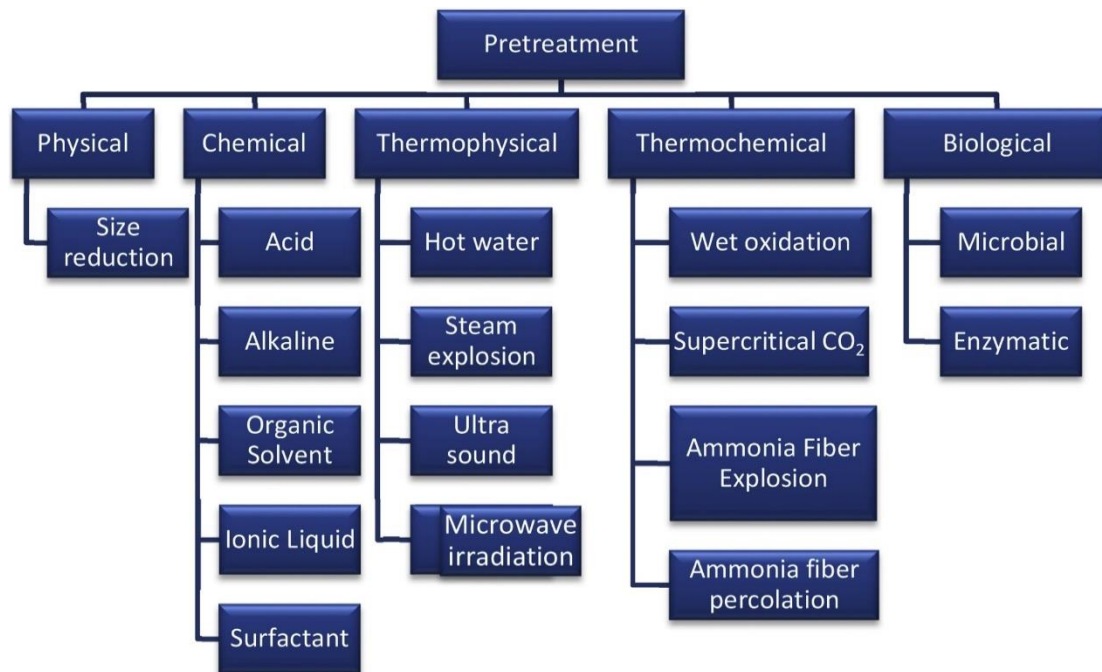 Pretreatment
Physical
Chemical
Thermophysical
Thermochemical
Biological
Size
reduction
Acid
Alkaline
Organic
Solvent
Ionic Liquid
Surfactant
Hot water
Steam
explosion
Ultra
sound
Microwave
irradiation
Wet oxidation
Supercritical CO₂
Ammonia Fiber
Explosion
Ammonia fiber
percolation
Microbial
Enzymatic